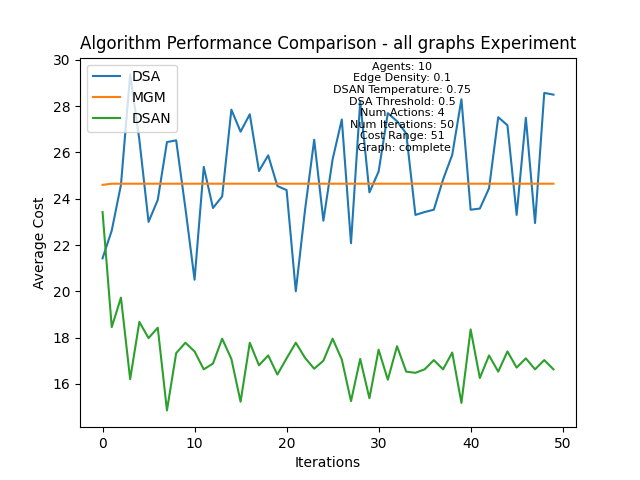 Algorithm Performance Comparison - all graphs Experiment
DSA
MGM
DSAN
Agents: 10
Edge Density: 0.1
DSAN Temperature: 0.75
DSA Threshold: 0.5
Num Actions: 4
Num Iterations: 50
Cost Range: 51
Graph: complete
Average Cost
30
28
26
24
22
20
18
16
0
10
20
30
40
50
Iterations